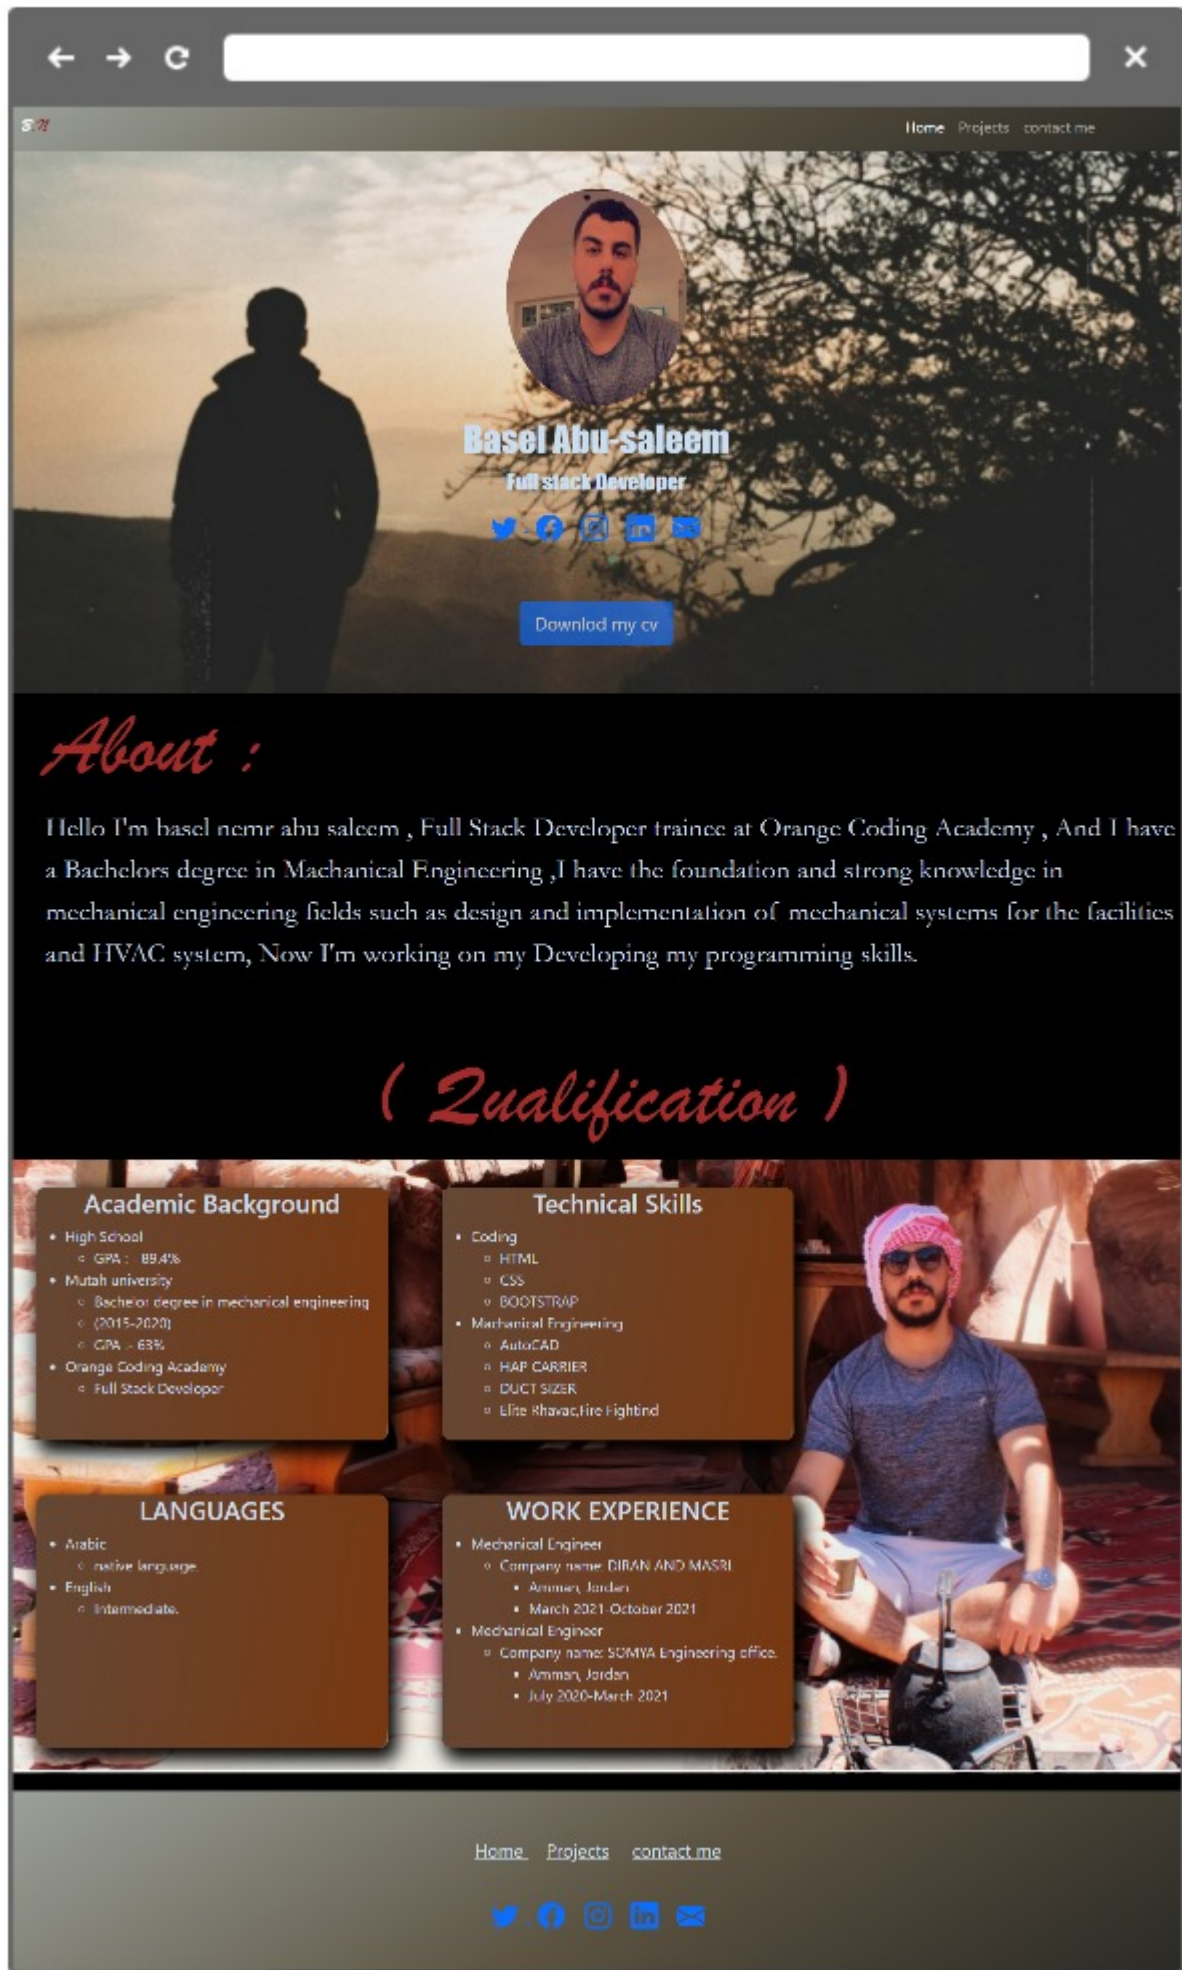 B.N
Home Projects contact me
Basel Abu-saleem
Full stack Developer
Downlod my cv
About :
Hello I'm basel nemr abu saleem , Full Stack Developer trainee at Orange Coding Academy , And I have
a Bachelors degree in Machanical Engineering ,I have the foundation and strong knowledge in
mechanical engineering fields such as design and implementation of mechanical systems for the facilities
and HVAC system, Now I'm working on my Developing my programming skills.
( Qualification )
Academic Background
High School
GPA : - 89.4%
Mutah university
Bachelor degree in mechanical engineering
(2015-2020)
GPA :- 63%
Orange Coding Academy
Full Stack Developer
Technical Skills
Coding
HTML
CSS
BOOTSTRAP
Machanical Engineering
AutoCAD
HAP CARRIER
DUCT SIZER
Elite Rhavac,Fire Fightind
LANGUAGES
Arabic
native language.
English
Intermediate.
WORK EXPERIENCE
Mechanical Engineer
Company name: DIRAN AND MASRI.
Amman, Jordan
March 2021-October 2021
Mechanical Engineer
Company name: SOMYA Engineering office.
Amman, Jordan
July 2020-March 2021
Home Projects contact me